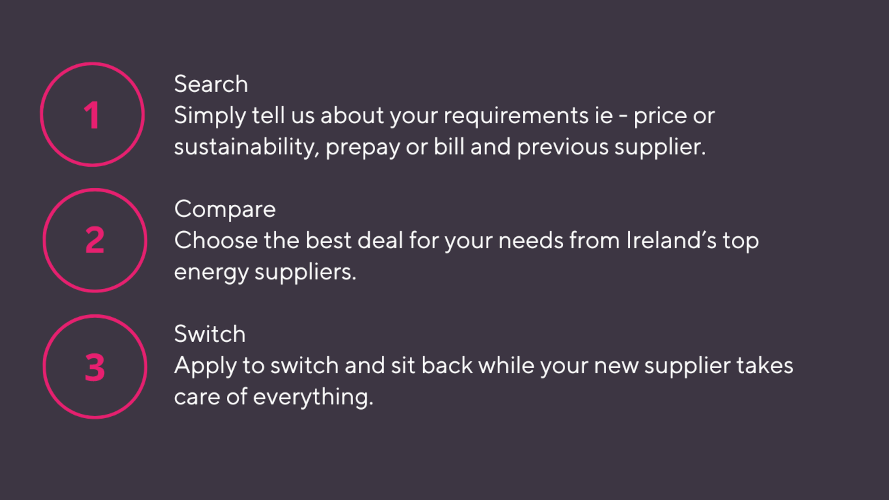 1
Search
Simply tell us about your requirements ie - price or
sustainability, prepay or bill and previous supplier.
2
Compare
Choose the best deal for your needs from Ireland’s top
energy suppliers.
3
Switch
Apply to switch and sit back while your new supplier takes
care of everything.